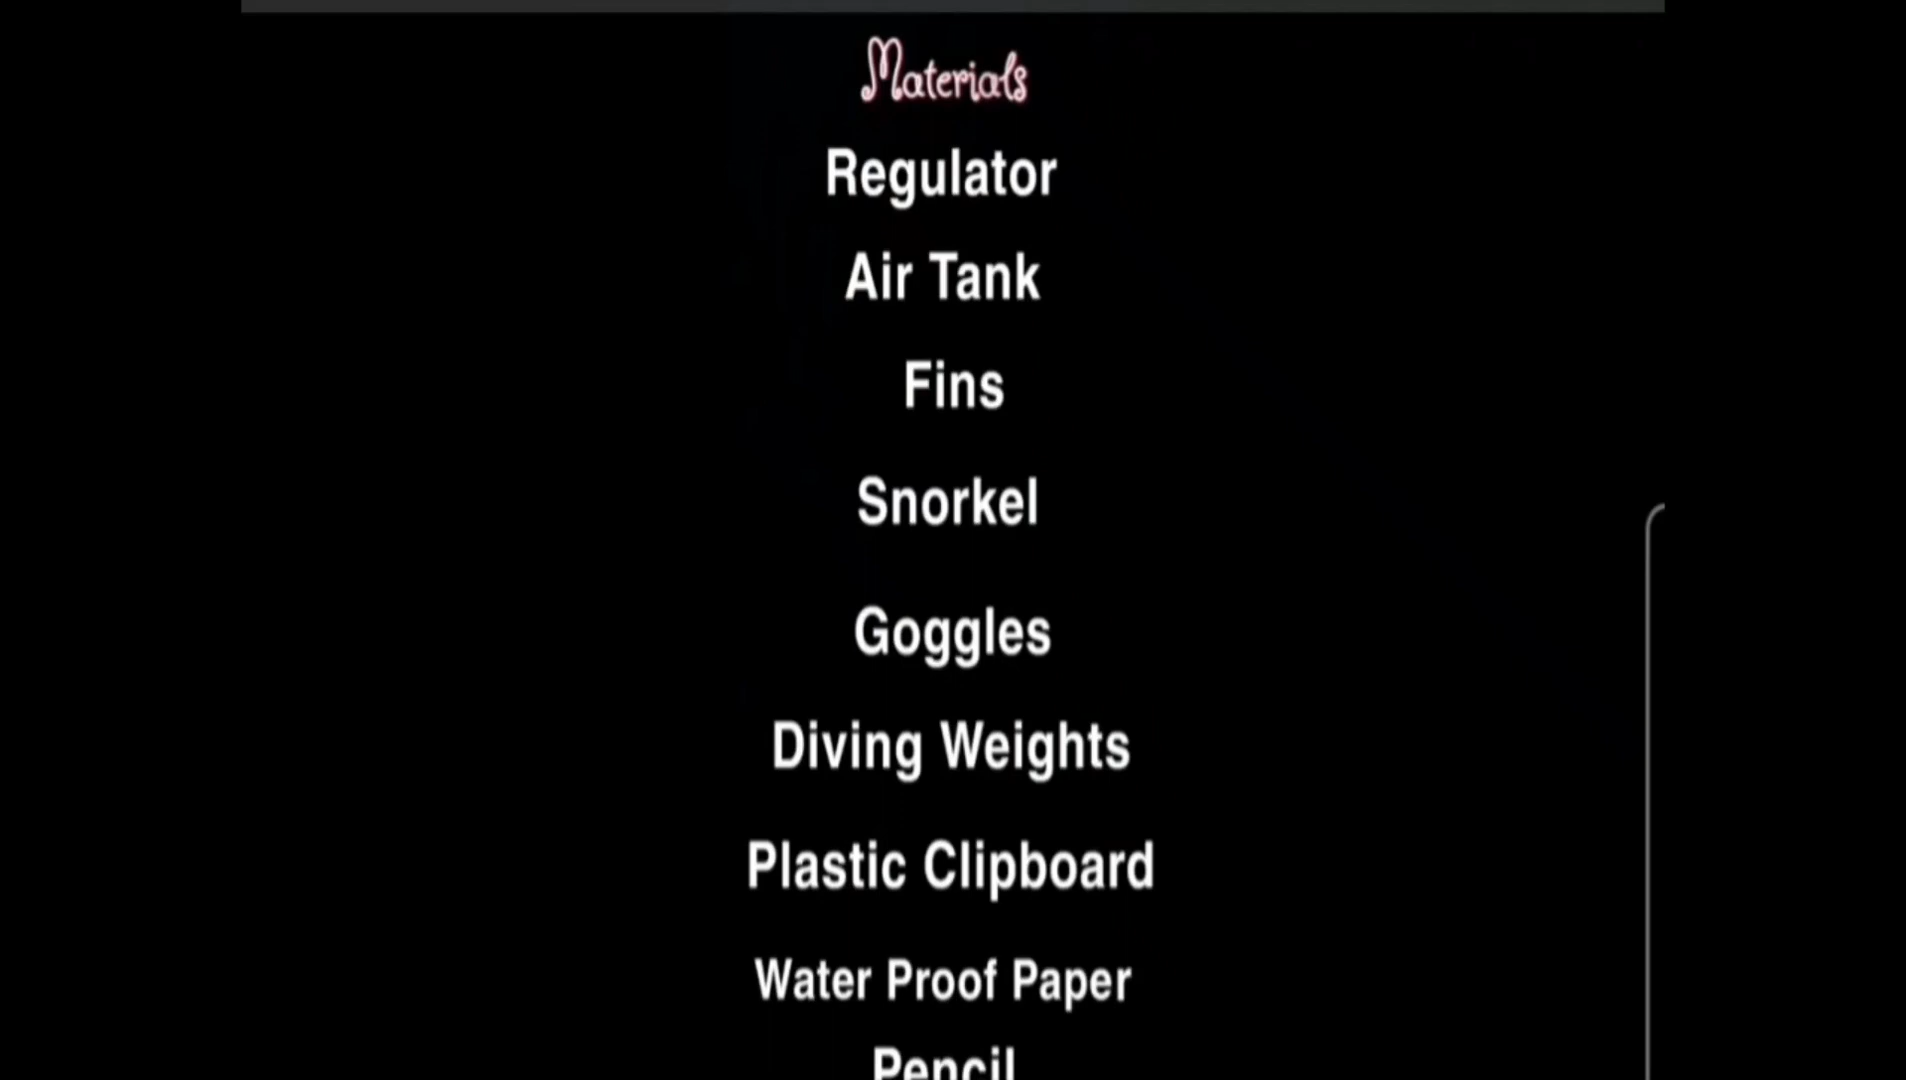 Materials
Regulator
Air Tank
Fins
Snorkel
Goggles
Diving Weights
Plastic Clipboard
Water Proof Paper
Pencil